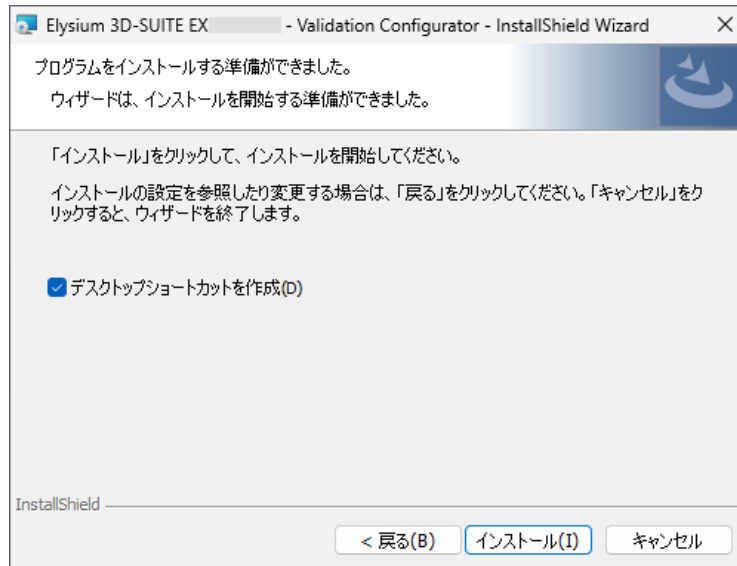 Elysium 3D-SUITE EX - Validation Configurator - InstallShield Wizard
プログラムをインストールする準備ができました。
ウィザードは、インストールを開始する準備ができました。
「インストール」をクリックして、インストールを開始してください。
インストールの設定を参照したり変更する場合は、「戻る」をクリックしてください。「キャンセル」をク
リックすると、ウィザードを終了します。
デスクトップショートカットを作成(D)
InstallShield
< 戻る(B) インストール(I) キャンセル